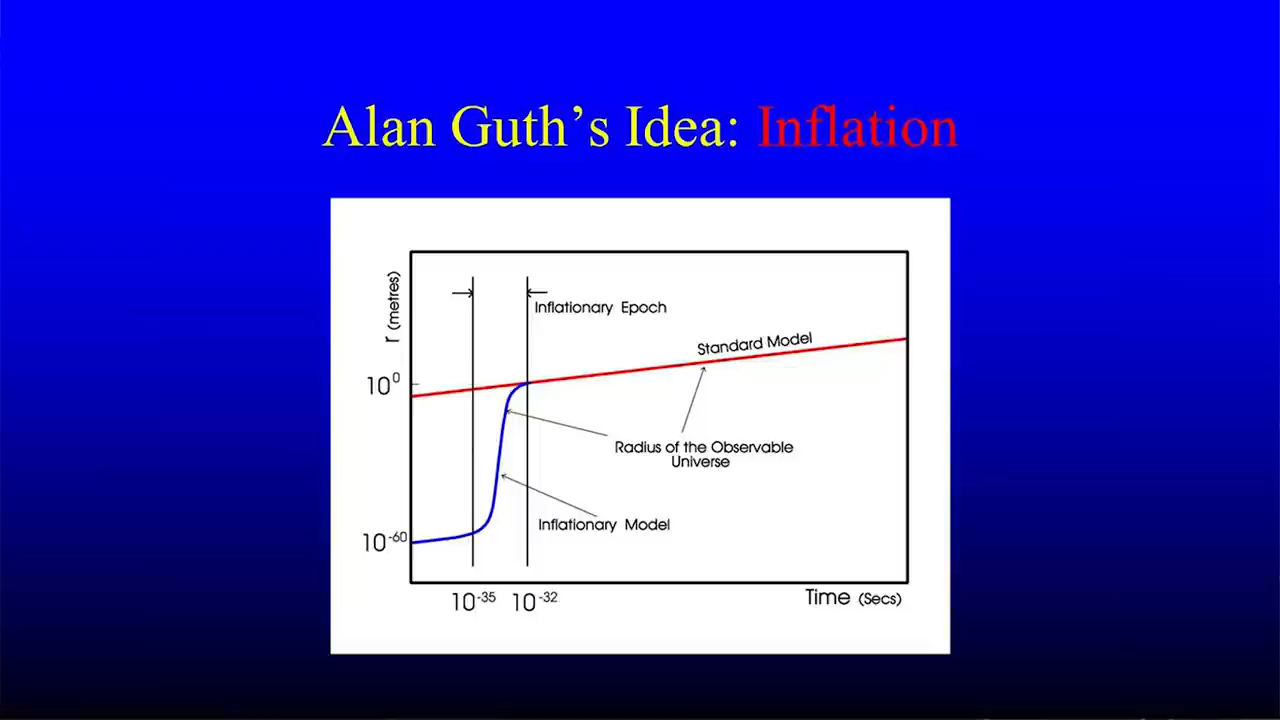 Alan Guth’s Idea: Inflation
r (metres)
Inflationary Epoch
Standard Model
10⁰
Radius of the Observable
Universe
Inflationary Model
10⁻⁶⁰
10⁻³⁵ 10⁻³²
Time (Secs)